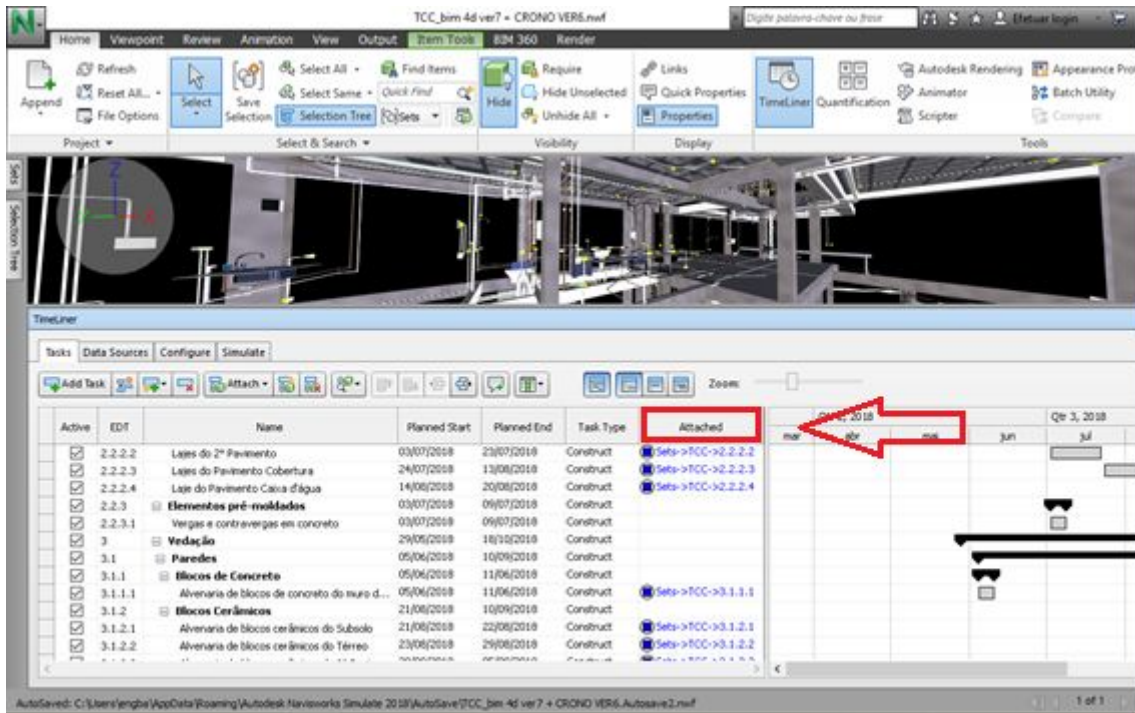 TCC_bim 4d ver7 + CRONO VER6.nwf
Digite palavra-chave ou frase
Efetuar login
Home Viewpoint Review Animation View Output Item Tools BIM 360 Render
Append
Refresh
Reset All...
File Options
Project
Select
Save Selection
Select All
Select Same
Selection Tree
Find Items
Quick Find
Sets
Select & Search
Hide
Require
Hide Unselected
Unhide All
Visibility
Links
Quick Properties
Properties
Display
TimeLiner
Quantification
Autodesk Rendering
Animator
Scripter
Appearance Pro
Batch Utility
Compare
Tools
Sets
Selection Tree
Z
TimeLiner
Tasks Data Sources Configure Simulate
Add Task Attach Zoom:
Active EDT Name Planned Start Planned End Task Type Attached
2018 Qtr 3, 2018
mar abr mai jun jul
2.2.2.2 Lajes do 2º Pavimento 03/07/2018 23/07/2018 Construct Sets->TCC->2.2.2.2
2.2.2.3 Lajes do Pavimento Cobertura 24/07/2018 13/08/2018 Construct Sets->TCC->2.2.2.3
2.2.2.4 Laje do Pavimento Caixa d'água 14/08/2018 20/08/2018 Construct Sets->TCC->2.2.2.4
2.2.3 Elementos pré-moldados 03/07/2018 09/07/2018 Construct
2.2.3.1 Vergas e contravergas em concreto 03/07/2018 09/07/2018 Construct
3 Vedação 29/05/2018 18/10/2018 Construct
3.1 Paredes 05/06/2018 10/09/2018 Construct
3.1.1 Blocos de Concreto 05/06/2018 11/06/2018 Construct
3.1.1.1 Alvenaria de blocos de concreto do muro d... 05/06/2018 11/06/2018 Construct Sets->TCC->3.1.1.1
3.1.2 Blocos Cerâmicos 21/08/2018 10/09/2018 Construct
3.1.2.1 Alvenaria de blocos cerâmicos do Subsolo 21/08/2018 22/08/2018 Construct Sets->TCC->3.1.2.1
3.1.2.2 Alvenaria de blocos cerâmicos do Térreo 23/08/2018 29/08/2018 Construct Sets->TCC->3.1.2.2
AutoSaved: C:\Users\engba\AppData\Roaming\Autodesk Navisworks Simulate 2018\AutoSave\TCC_bim 4d ver7 + CRONO VER6.Autosave2.nwf
1 of 1